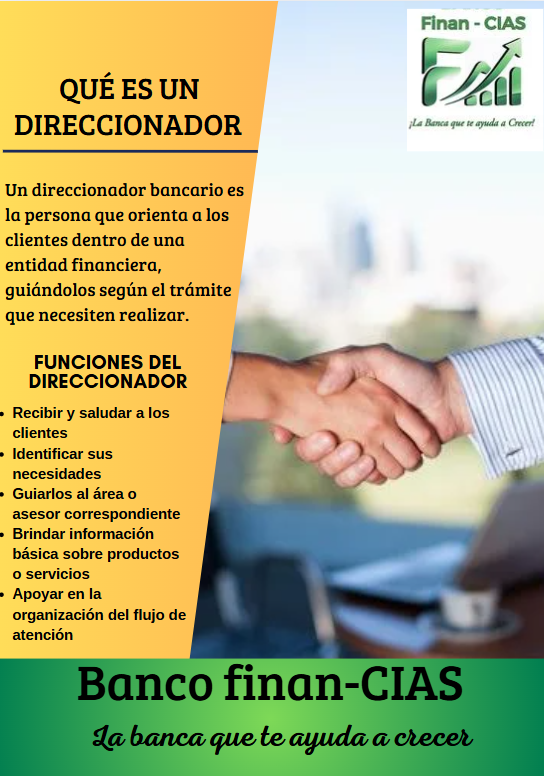 Finan - CIAS
¡La Banca que te ayuda a Crecer!
QUÉ ES UN
DIRECCIONADOR
Un direccionador bancario es
la persona que orienta a los
clientes dentro de una
entidad financiera,
guiándolos según el trámite
que necesiten realizar.
FUNCIONES DEL
DIRECCIONADOR
• Recibir y saludar a los
clientes
• Identificar sus
necesidades
• Guiarlos al área o
asesor correspondiente
• Brindar información
básica sobre productos
o servicios
• Apoyar en la
organización del flujo de
atención
Banco finan-CIAS
La banca que te ayuda a crecer